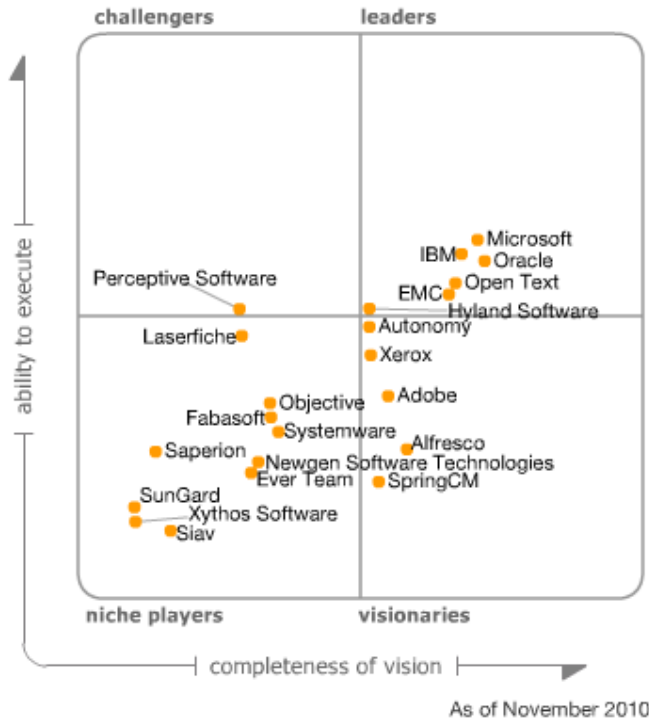 challengers
leaders
ability to execute
Microsoft
IBM
Oracle
Perceptive Software
Open Text
EMC
Hyland Software
Autonomy
Laserfiche
Xerox
Adobe
Objective
Fabasoft
Systemware
Alfresco
Saperion
Newgen Software Technologies
Ever Team
SpringCM
SunGard
Xythos Software
Siav
niche players
visionaries
completeness of vision
As of November 2010